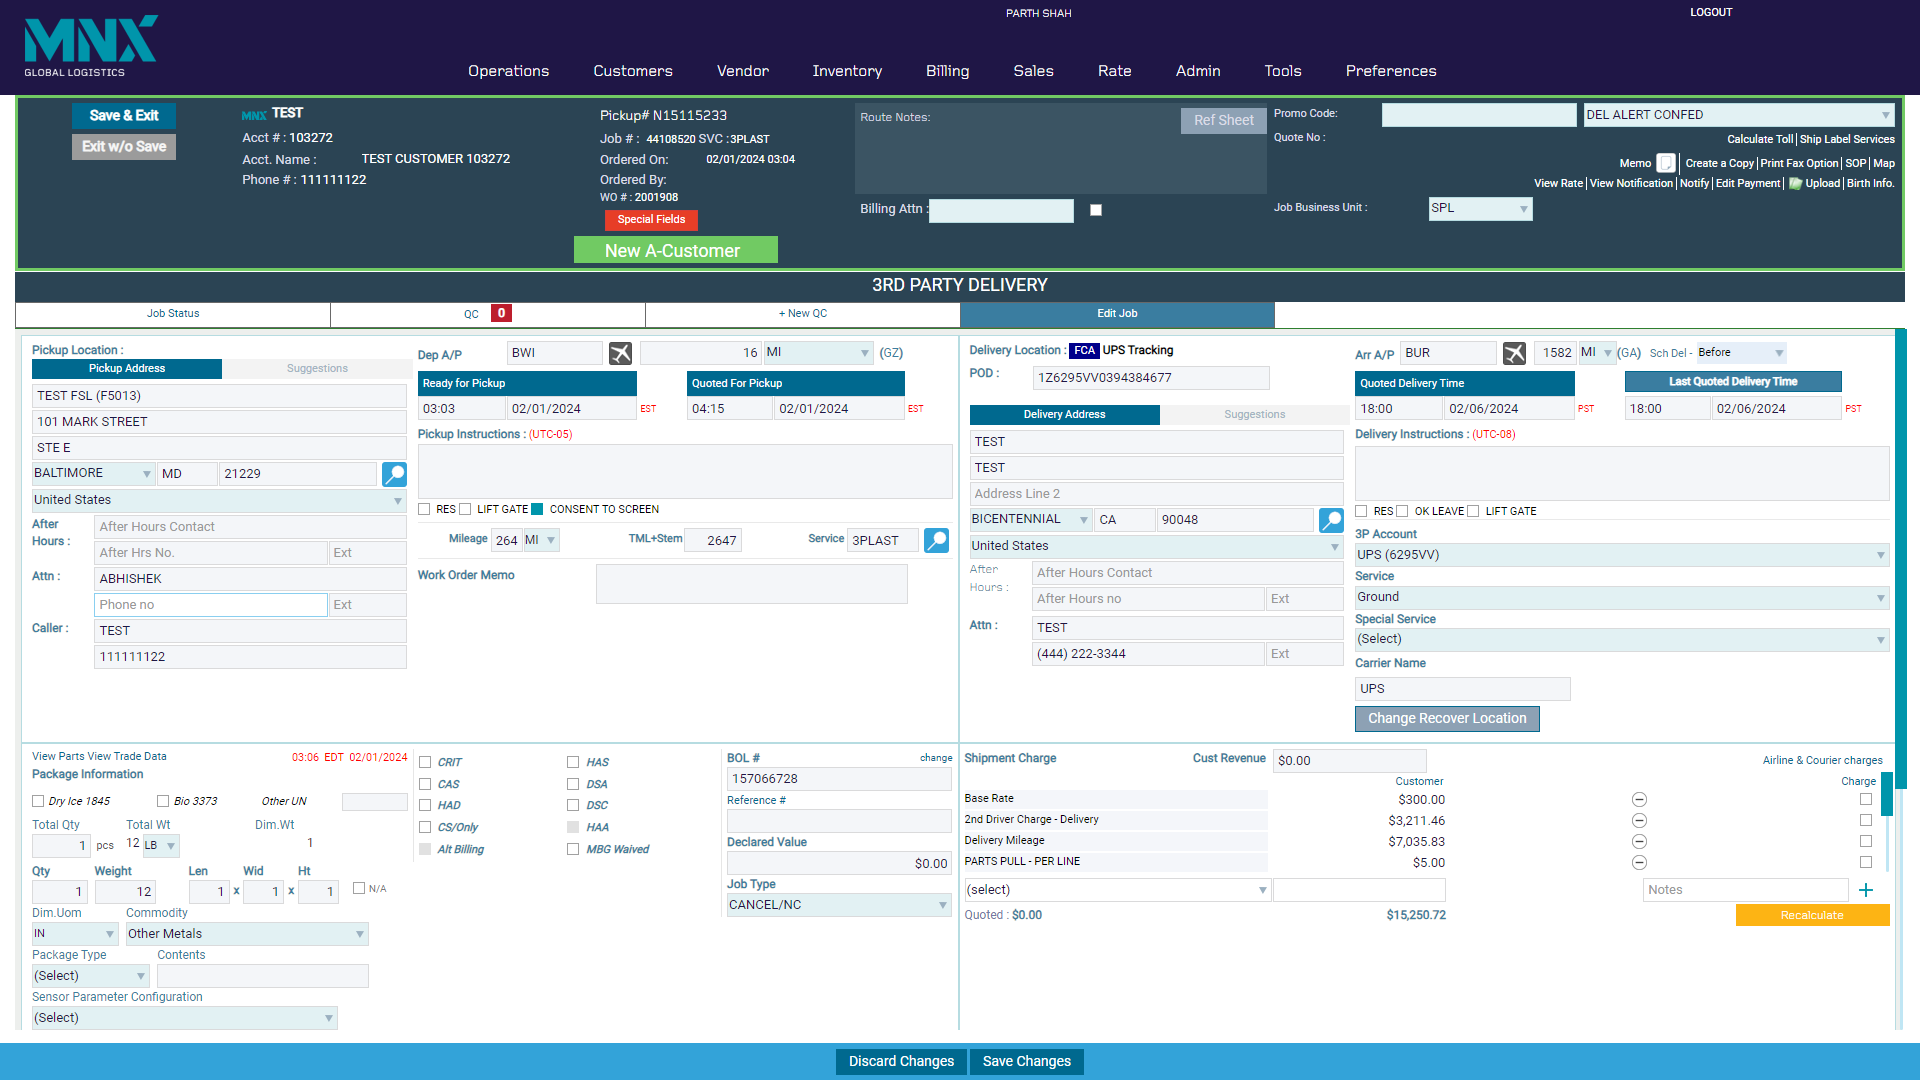 MNX
GLOBAL LOGISTICS
PARTH SHAH
LOGOUT
Operations Customers Vendor Inventory Billing Sales Rate Admin Tools Preferences
Save & Exit
Exit w/o Save
MNX TEST
Acct # : 103272
Acct. Name : TEST CUSTOMER 103272
Phone # : 111111122
Pickup# N15115233
Job # : 44108520 SVC :3PLAST
Ordered On: 02/01/2024 03:04
Ordered By:
WO # : 2001908
Special Fields
New A-Customer
Route Notes:
Ref Sheet
Billing Attn :
Promo Code:
DEL ALERT CONFED
Quote No :
Calculate Toll | Ship Label Services
Memo | Create a Copy | Print Fax Option | SOP | Map
View Rate | View Notification | Notify | Edit Payment | Upload | Birth Info.
Job Business Unit : SPL
3RD PARTY DELIVERY
Job Status
QC 0
+ New QC
Edit Job
Pickup Location :
Pickup Address Suggestions
TEST FSL (F5013)
101 MARK STREET
STE E
BALTIMORE MD 21229
United States
After Hours : After Hours Contact
After Hrs No. Ext
Attn : ABHISHEK
Phone no Ext
Caller : TEST
111111122
Dep A/P BWI 16 MI (GZ)
Ready for Pickup Quoted For Pickup
03:03 02/01/2024 EST 04:15 02/01/2024 EST
Pickup Instructions : (UTC-05)
RES LIFT GATE CONSENT TO SCREEN
Mileage 264 MI TML+Stem 2647 Service 3PLAST
Work Order Memo
Delivery Location : FCA UPS Tracking
POD : 1Z6295VV0394384677
Delivery Address Suggestions
TEST
TEST
Address Line 2
BICENTENNIAL CA 90048
United States
After Hours : After Hours Contact
After Hours no Ext
Attn : TEST
(444) 222-3344 Ext
Arr A/P BUR 1582 MI (GA) Sch Del - Before
Quoted Delivery Time Last Quoted Delivery Time
18:00 02/06/2024 PST 18:00 02/06/2024 PST
Delivery Instructions : (UTC-08)
RES OK LEAVE LIFT GATE
3P Account
UPS (6295VV)
Service
Ground
Special Service
(Select)
Carrier Name
UPS
Change Recover Location
View Parts View Trade Data 03:06 EDT 02/01/2024
Package Information
Dry Ice 1845 Bio 3373 Other UN
Total Qty Total Wt Dim.Wt
1 pcs 12 LB 1
Qty Weight Len Wid Ht
1 12 1 x 1 x 1 N/A
Dim.Uom Commodity
IN Other Metals
Package Type Contents
(Select)
Sensor Parameter Configuration
(Select)
CRIT HAS
CAS DSA
HAD DSC
CS/Only HAA
Alt Billing MBG Waived
BOL # change
157066728
Reference #
Declared Value
$0.00
Job Type
CANCEL/NC
Shipment Charge Cust Revenue $0.00 Airline & Courier charges
Customer Charge
Base Rate $300.00
2nd Driver Charge - Delivery $3,211.46
Delivery Mileage $7,035.83
PARTS PULL - PER LINE $5.00
(select) Notes +
Quoted : $0.00 $15,250.72 Recalculate
Discard Changes Save Changes